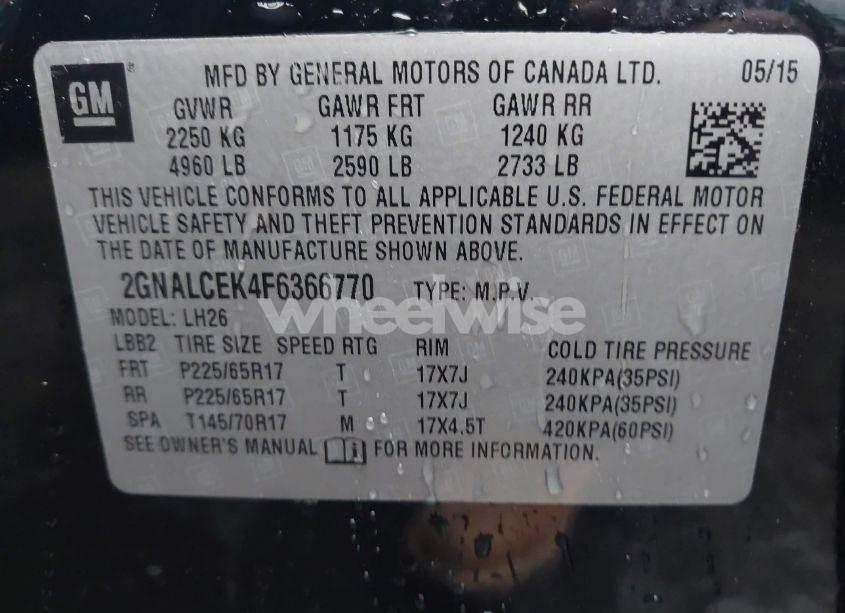 GM
MFD BY GENERAL MOTORS OF CANADA LTD. 05/15
GVWR GAWR FRT GAWR RR
2250 KG 1175 KG 1240 KG
4960 LB 2590 LB 2733 LB
THIS VEHICLE CONFORMS TO ALL APPLICABLE U.S. FEDERAL MOTOR
VEHICLE SAFETY AND THEFT PREVENTION STANDARDS IN EFFECT ON
THE DATE OF MANUFACTURE SHOWN ABOVE.
2GNALCEK4F6366770 TYPE: M.P.V.
wheelwise
MODEL: LH26
LBB2 TIRE SIZE SPEED RTG RIM COLD TIRE PRESSURE
FRT P225/65R17 T 17X7J 240KPA(35PSI)
RR P225/65R17 T 17X7J 240KPA(35PSI)
SPA T145/70R17 M 17X4.5T 420KPA(60PSI)
SEE OWNER'S MANUAL FOR MORE INFORMATION.